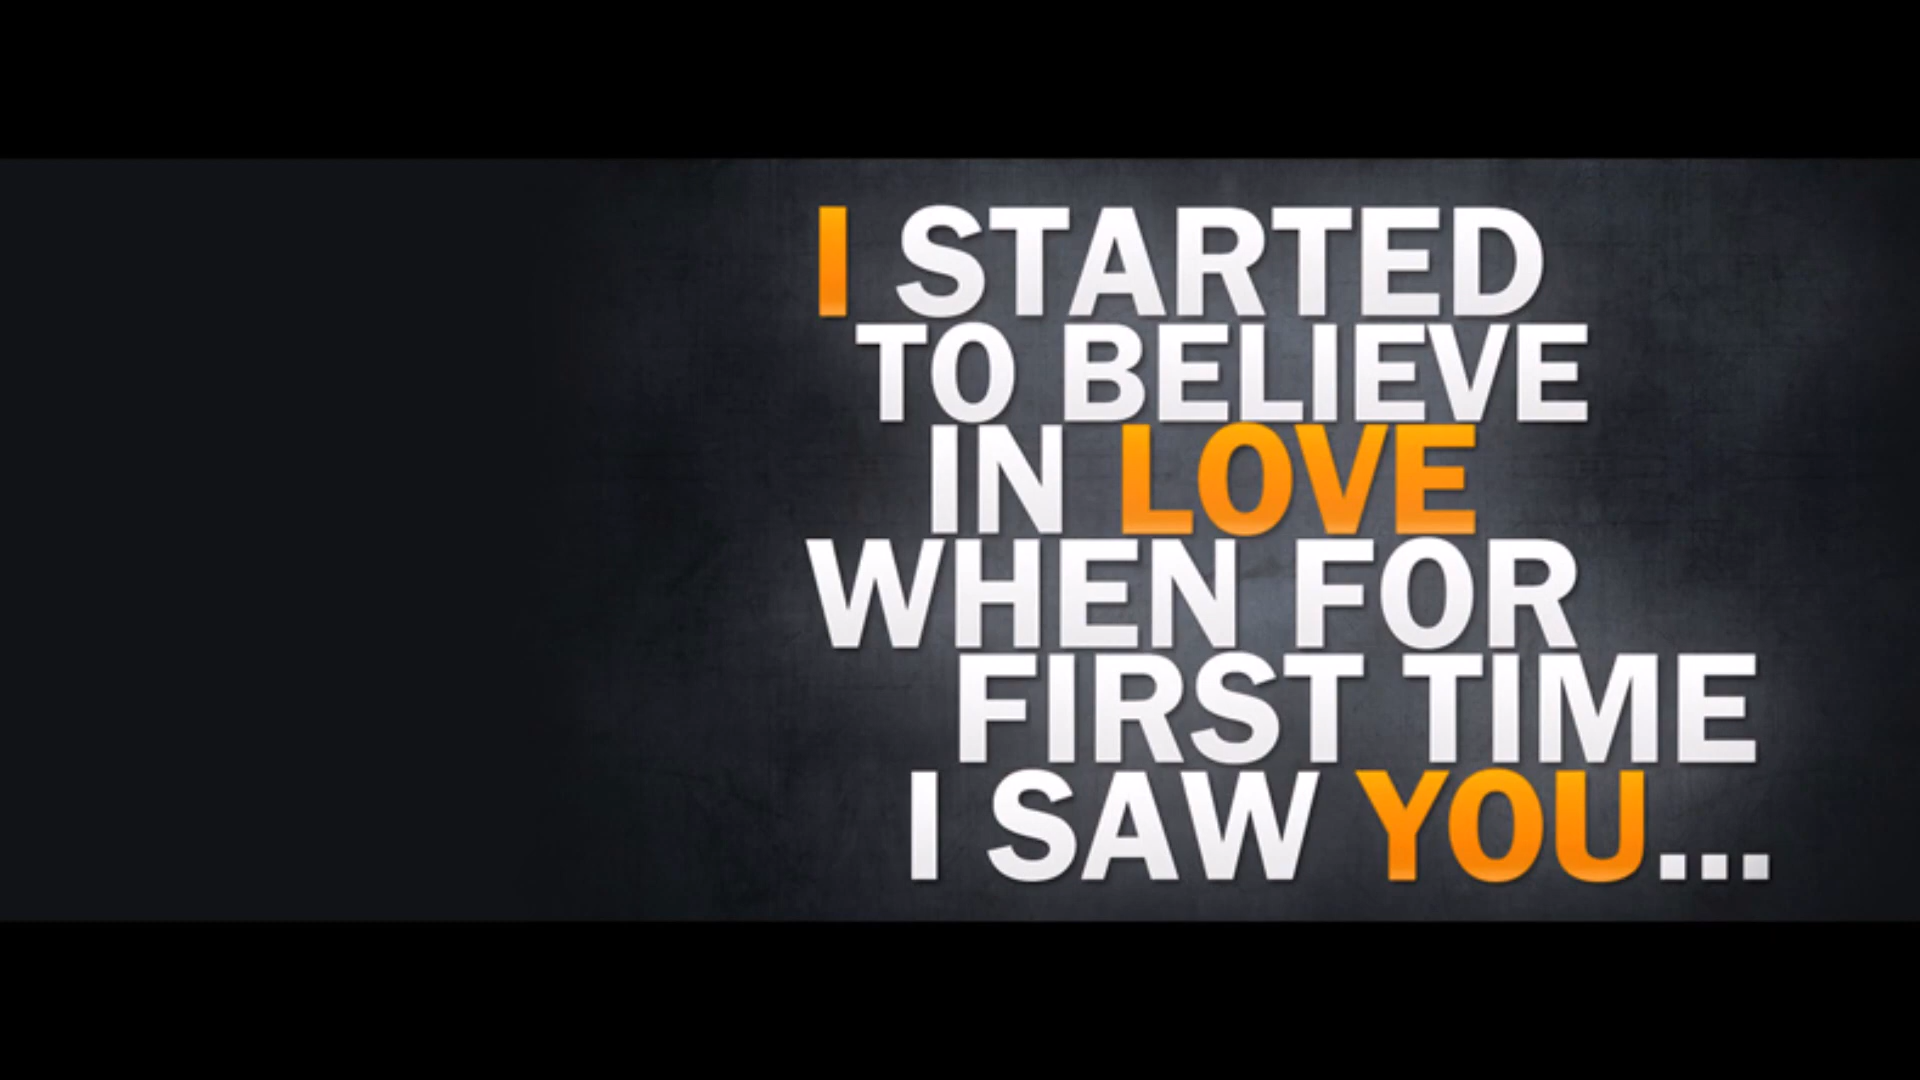 I STARTED
TO BELIEVE
IN LOVE
WHEN FOR
FIRST TIME
I SAW YOU...